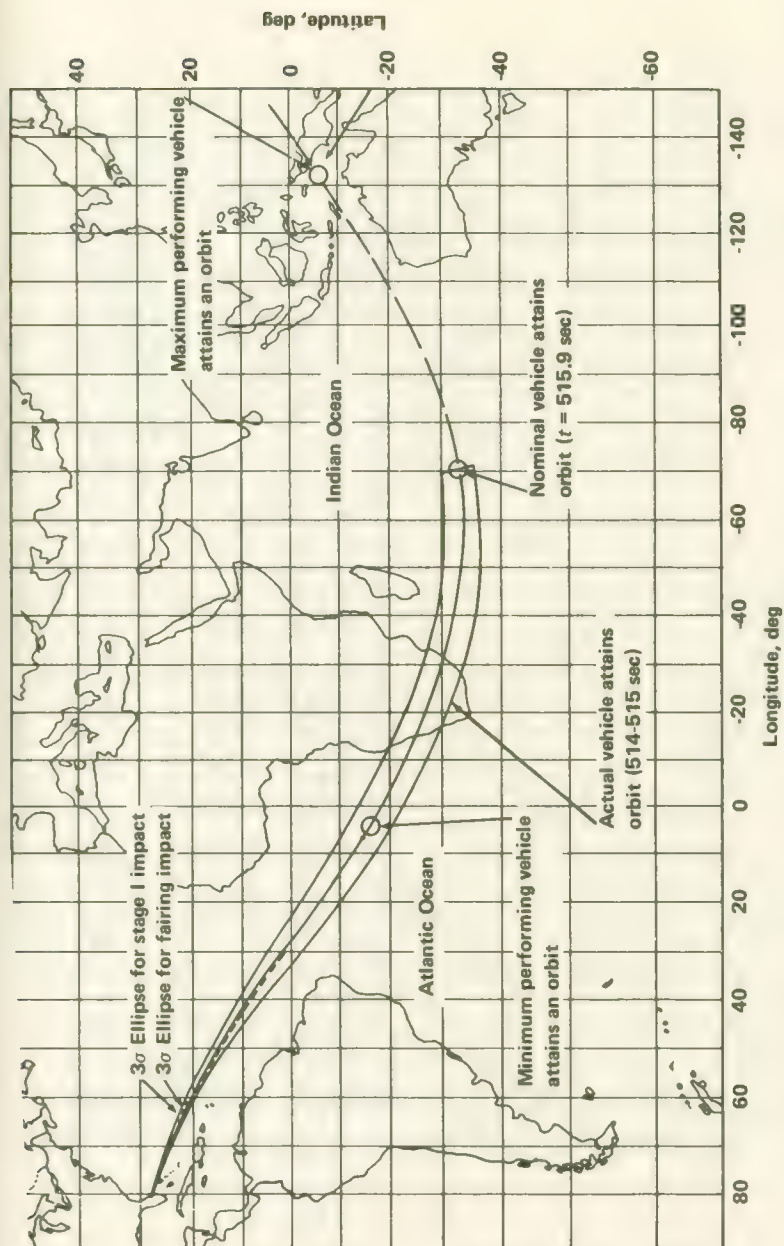 3σ Ellipse for stage I impact
3σ Ellipse for fairing impact
Maximum performing vehicle
attains an orbit
Atlantic Ocean
Indian Ocean
Minimum performing vehicle
attains an orbit
Actual vehicle attains
orbit (514-515 sec)
Nominal vehicle attains
orbit (t = 515.9 sec)
40
20
0
-20
-40
-60
Latitude, deg
80
60
40
20
0
-20
-40
-60
-80
-100
-120
-140
Longitude, deg